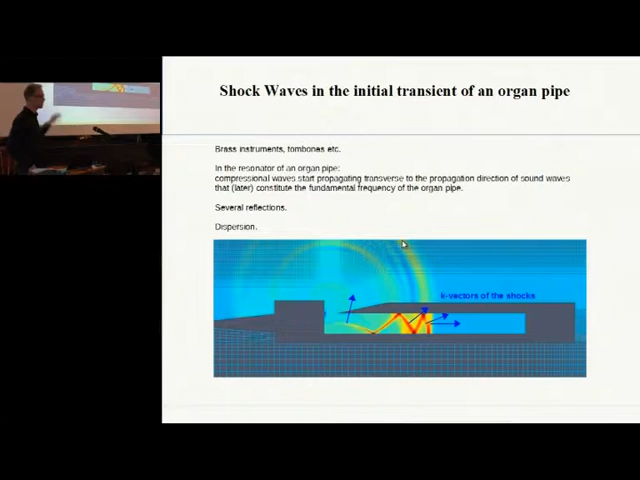 Shock Waves in the initial transient of an organ pipe
Brass instruments, tombones etc.
In the resonator of an organ pipe:
compressional waves start propagating transverse to the propagation direction of sound waves
that (later) constitute the fundamental frequency of the organ pipe.
Several reflections.
Dispersion.
k-vectors of the shocks